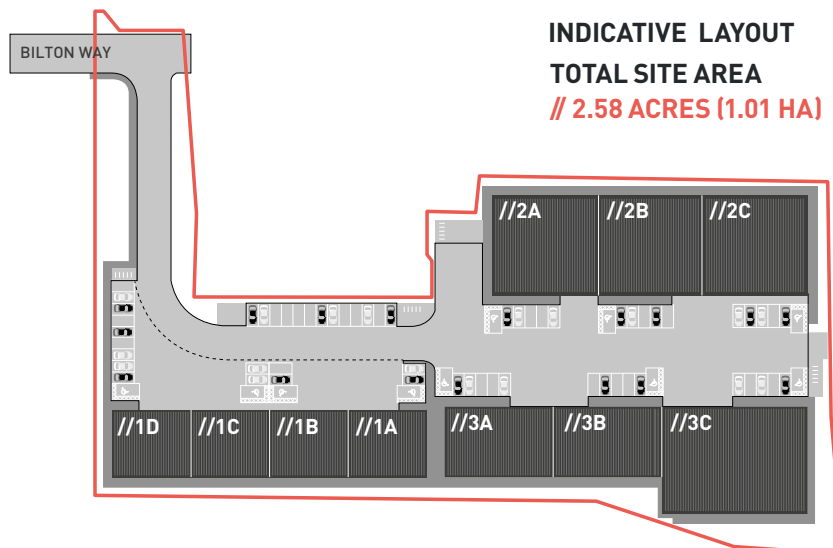 INDICATIVE LAYOUT
TOTAL SITE AREA
// 2.58 ACRES (1.01 HA)
BILTON WAY
//2A //2B //2C
//1D //1C //1B //1A //3A //3B //3C